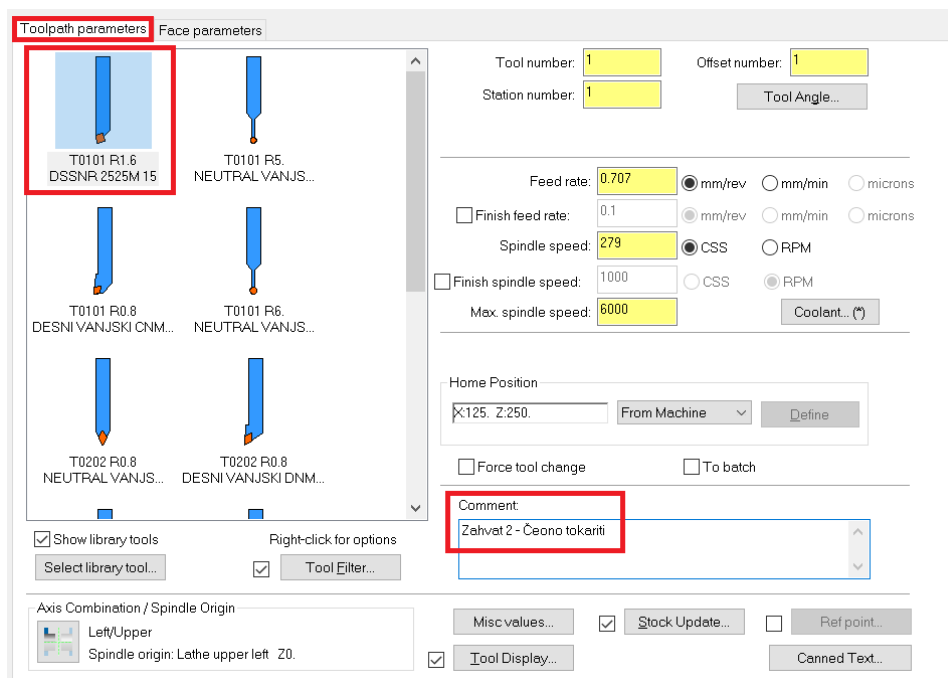 Toolpath parameters Face parameters
T0101 R1.6
DSSNR 2525M 15
T0101 R5.
NEUTRAL VANJS...
T0101 R0.8
DESNI VANJSKI CNM...
T0101 R6.
NEUTRAL VANJS...
T0202 R0.8
NEUTRAL VANJS...
T0202 R0.8
DESNI VANJSKI DNM...
Show library tools Right-click for options
Select library tool... Tool Filter...
Tool number: 1 Offset number: 1
Station number: 1 Tool Angle...
Feed rate: 0.707 mm/rev mm/min microns
Finish feed rate: 0.1 mm/rev mm/min microns
Spindle speed: 279 CSS RPM
Finish spindle speed: 1000 CSS RPM
Max. spindle speed: 6000 Coolant... (*)
Home Position
X:125. Z:250. From Machine Define
Force tool change To batch
Comment:
Zahvat 2 - Čeono tokariti
Axis Combination / Spindle Origin
Left/Upper
Spindle origin: Lathe upper left Z0.
Misc values... Stock Update... Ref point...
Tool Display... Canned Text...